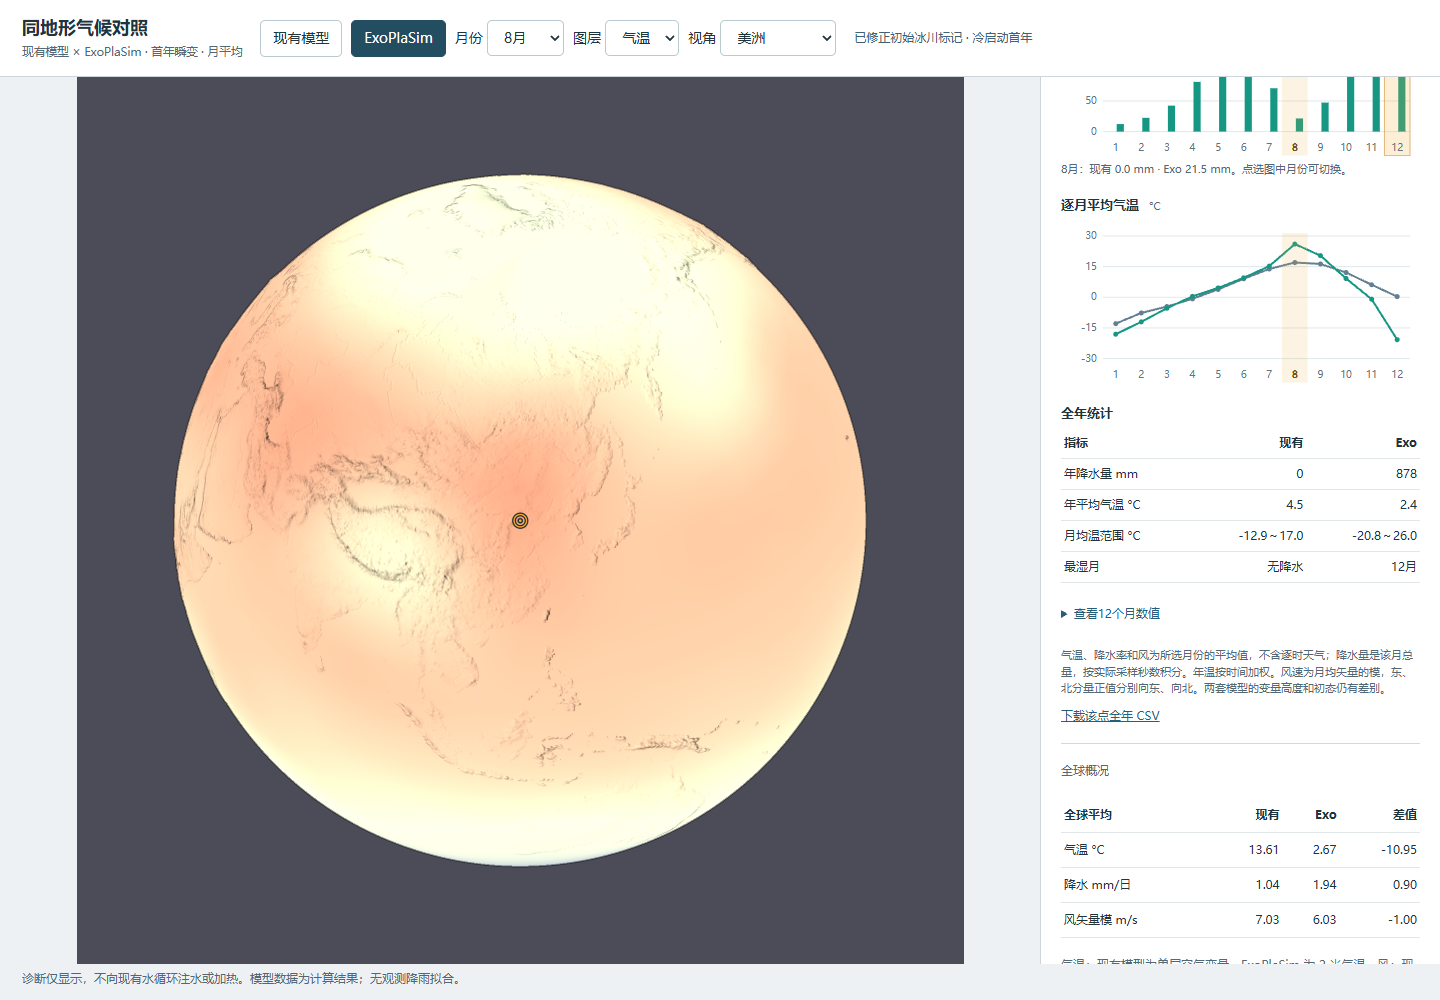 同地形气候对照
现有模型 × ExoPlaSim · 首年瞬变 · 月平均
现有模型 ExoPlaSim 月份 8月 图层 气温 视角 美洲 已修正初始冰川标记 · 冷启动首年
50
0
1 2 3 4 5 6 7 8 9 10 11 12
8月：现有 0.0 mm · Exo 21.5 mm。点选图中月份可切换。
逐月平均气温 °C
30
15
0
-15
-30
1 2 3 4 5 6 7 8 9 10 11 12
全年统计
指标 现有 Exo
年降水量 mm 0 878
年平均气温 °C 4.5 2.4
月均温范围 °C -12.9 ~ 17.0 -20.8 ~ 26.0
最湿月 无降水 12月
▶ 查看12个月数值
气温、降水率和风为所选月份的平均值，不含逐时天气；降水量是该月总
量，按实际采样秒数积分。年温按时间加权。风速为月均矢量的模，东、
北分量正值分别向东、向北。两套模型的变量高度和初态仍有差别。
下载该点全年 CSV
全球概况
全球平均 现有 Exo 差值
气温 °C 13.61 2.67 -10.95
降水 mm/日 1.04 1.94 0.90
风矢量模 m/s 7.03 6.03 -1.00
诊断仅显示，不向现有水循环注水或加热。模型数据为计算结果；无观测降雨拟合。